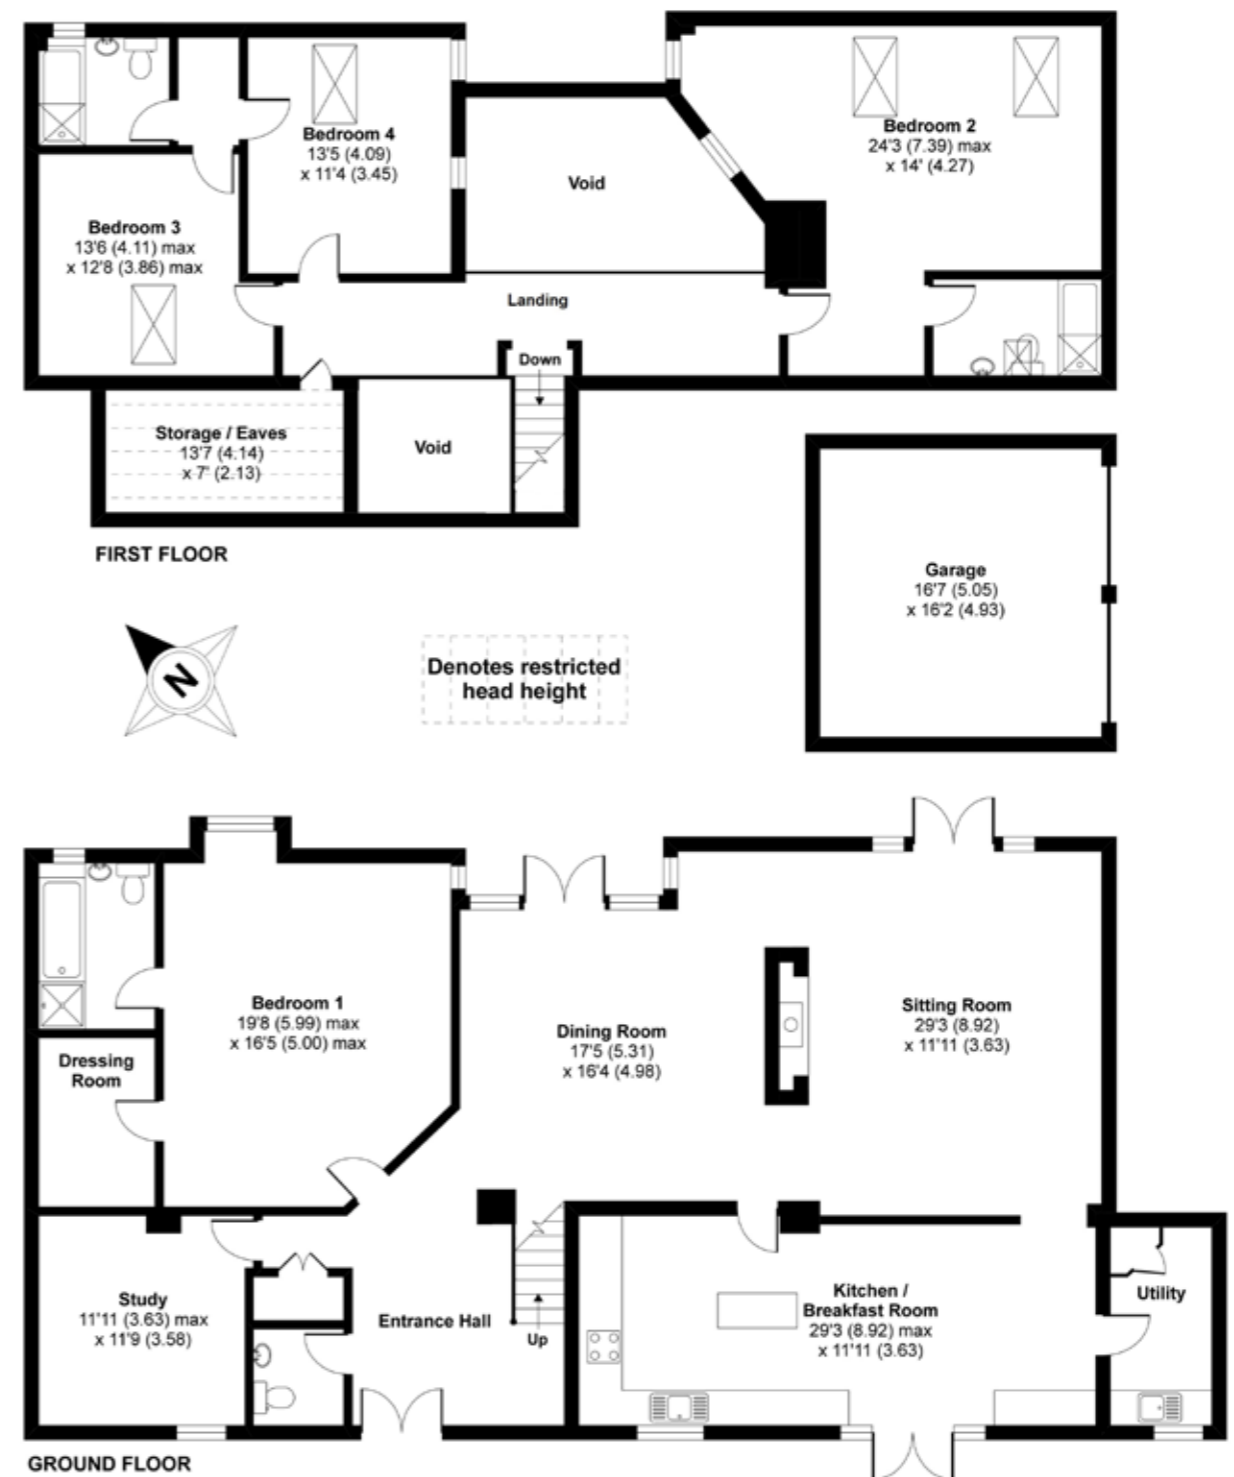 Bedroom 4
13'5 (4.09)
x 11'4 (3.45)
Bedroom 2
24'3 (7.39) max
x 14' (4.27)
Void
Bedroom 3
13'6 (4.11) max
x 12'8 (3.86) max
Landing
Down
Storage / Eaves
13'7 (4.14)
x 7' (2.13)
Void
FIRST FLOOR
Garage
16'7 (5.05)
x 16'2 (4.93)
N
Denotes restricted
head height
Bedroom 1
19'8 (5.99) max
x 16'5 (5.00) max
Sitting Room
29'3 (8.92)
x 11'11 (3.63)
Dining Room
17'5 (5.31)
x 16'4 (4.98)
Dressing
Room
Study
11'11 (3.63) max
x 11'9 (3.58)
Entrance Hall
Up
Kitchen /
Breakfast Room
29'3 (8.92) max
x 11'11 (3.63)
Utility
GROUND FLOOR